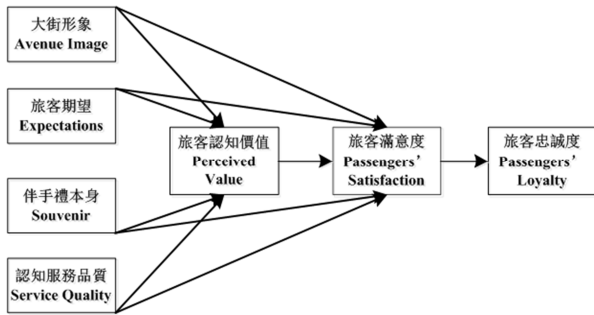 大街形象
Avenue Image
旅客期望
Expectations
伴手禮本身
Souvenir
認知服務品質
Service Quality
旅客認知價值
Perceived
Value
旅客滿意度
Passengers’
Satisfaction
旅客忠誠度
Passengers’
Loyalty